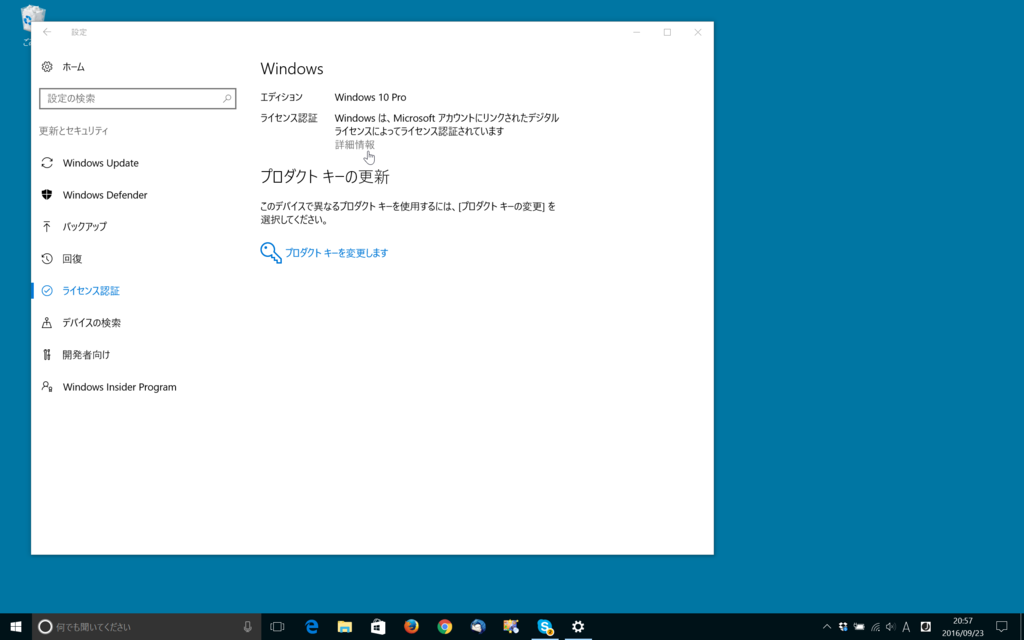 設定
ホーム
設定の検索
更新とセキュリティ
Windows Update
Windows Defender
バックアップ
回復
ライセンス認証
デバイスの検索
開発者向け
Windows Insider Program
Windows
エディション Windows 10 Pro
ライセンス認証 Windows は、Microsoft アカウントにリンクされたデジタル
ライセンスによってライセンス認証されています
詳細情報
プロダクト キーの更新
このデバイスで異なるプロダクト キーを使用するには、[プロダクト キーの変更] を
選択してください。
プロダクト キーを変更します
何でも聞いてください
A
20:57
2016/09/23